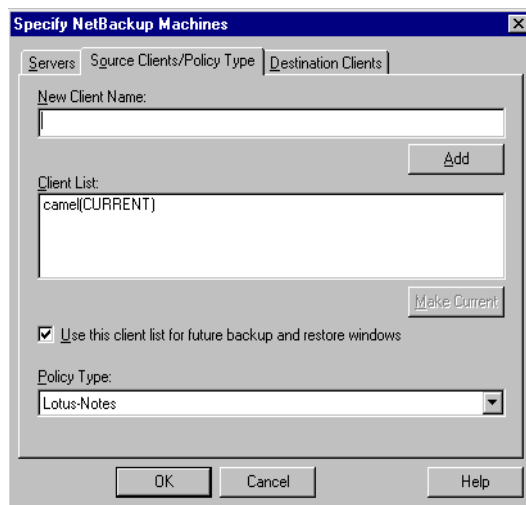 Specify NetBackup Machines
Servers
Source Clients/Policy Type
Destination Clients
New Client Name:
Add
Client List:
camel(CURRENT)
Make Current
Use this client list for future backup and restore windows
Policy Type:
Lotus-Notes
OK
Cancel
Help